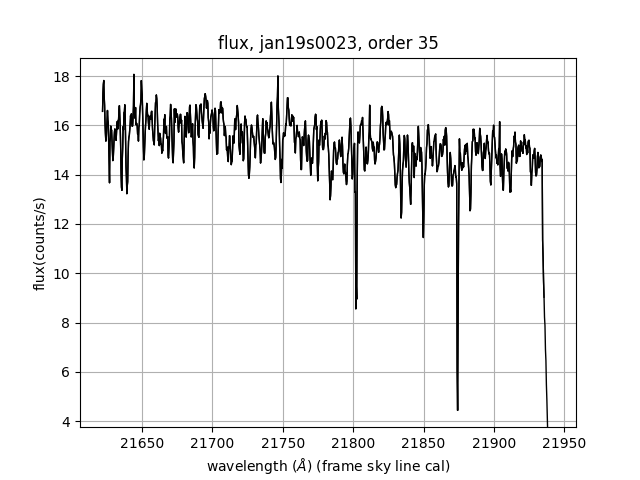 flux, jan19s0023, order 35
flux(counts/s)
18
16
14
12
10
8
6
4
21650 21700 21750 21800 21850 21900 21950
wavelength (Å) (frame sky line cal)